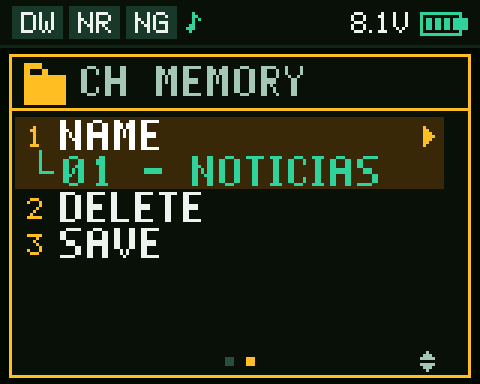 DW NR NG 8.1V
CH MEMORY
1 NAME
01 - NOTICIAS
2 DELETE
3 SAVE